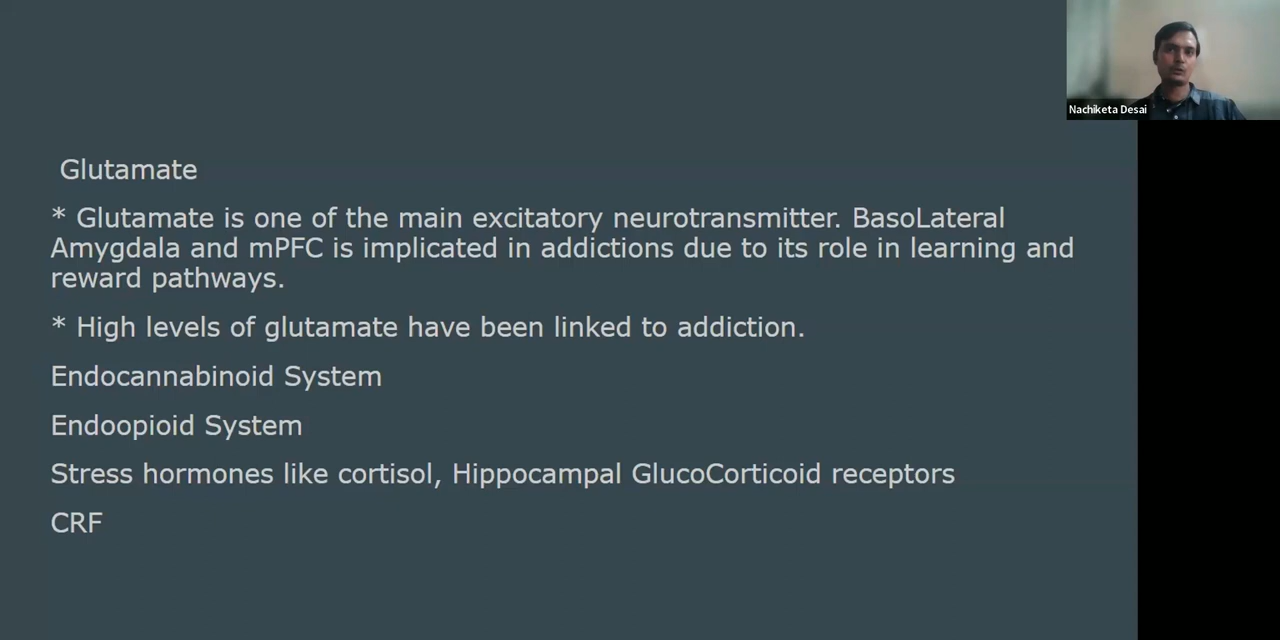 Nachiketa Desai
Glutamate
* Glutamate is one of the main excitatory neurotransmitter. BasoLateral
Amygdala and mPFC is implicated in addictions due to its role in learning and
reward pathways.
* High levels of glutamate have been linked to addiction.
Endocannabinoid System
Endoopioid System
Stress hormones like cortisol, Hippocampal GlucoCorticoid receptors
CRF